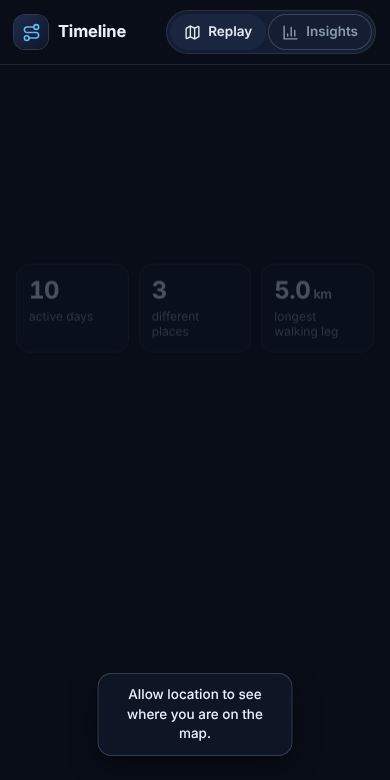 Timeline
Replay
Insights
10
active days
3
different
places
5.0 km
longest
walking leg
Allow location to see
where you are on the
map.